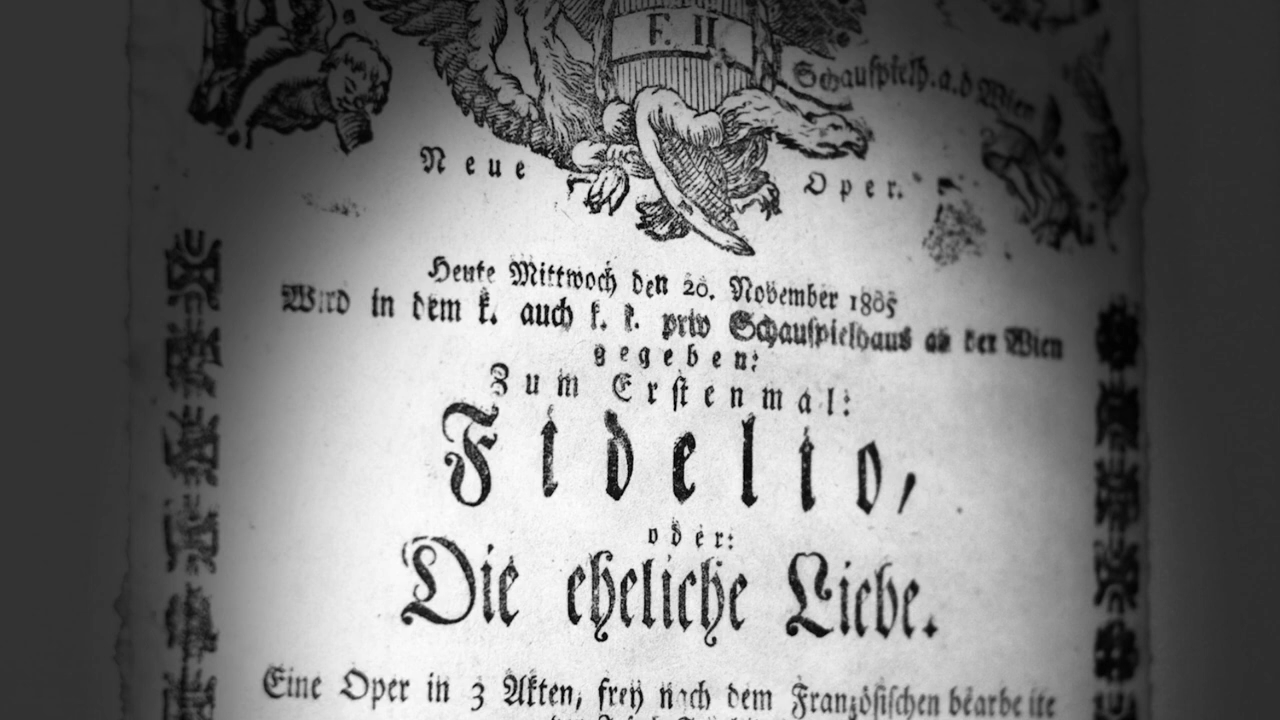 F. II.
Schauspielh. a. d Wien
Neue Oper.
Heute Mittwoch den 20. November 1805
Wird in dem k. auch k. k. priv Schauspielhaus an der Wien
gegeben:
Zum Erstenmal:
Fidelio,
oder:
Die eheliche Liebe.
Eine Oper in 3 Akten, frey nach dem Französischen bearbeite